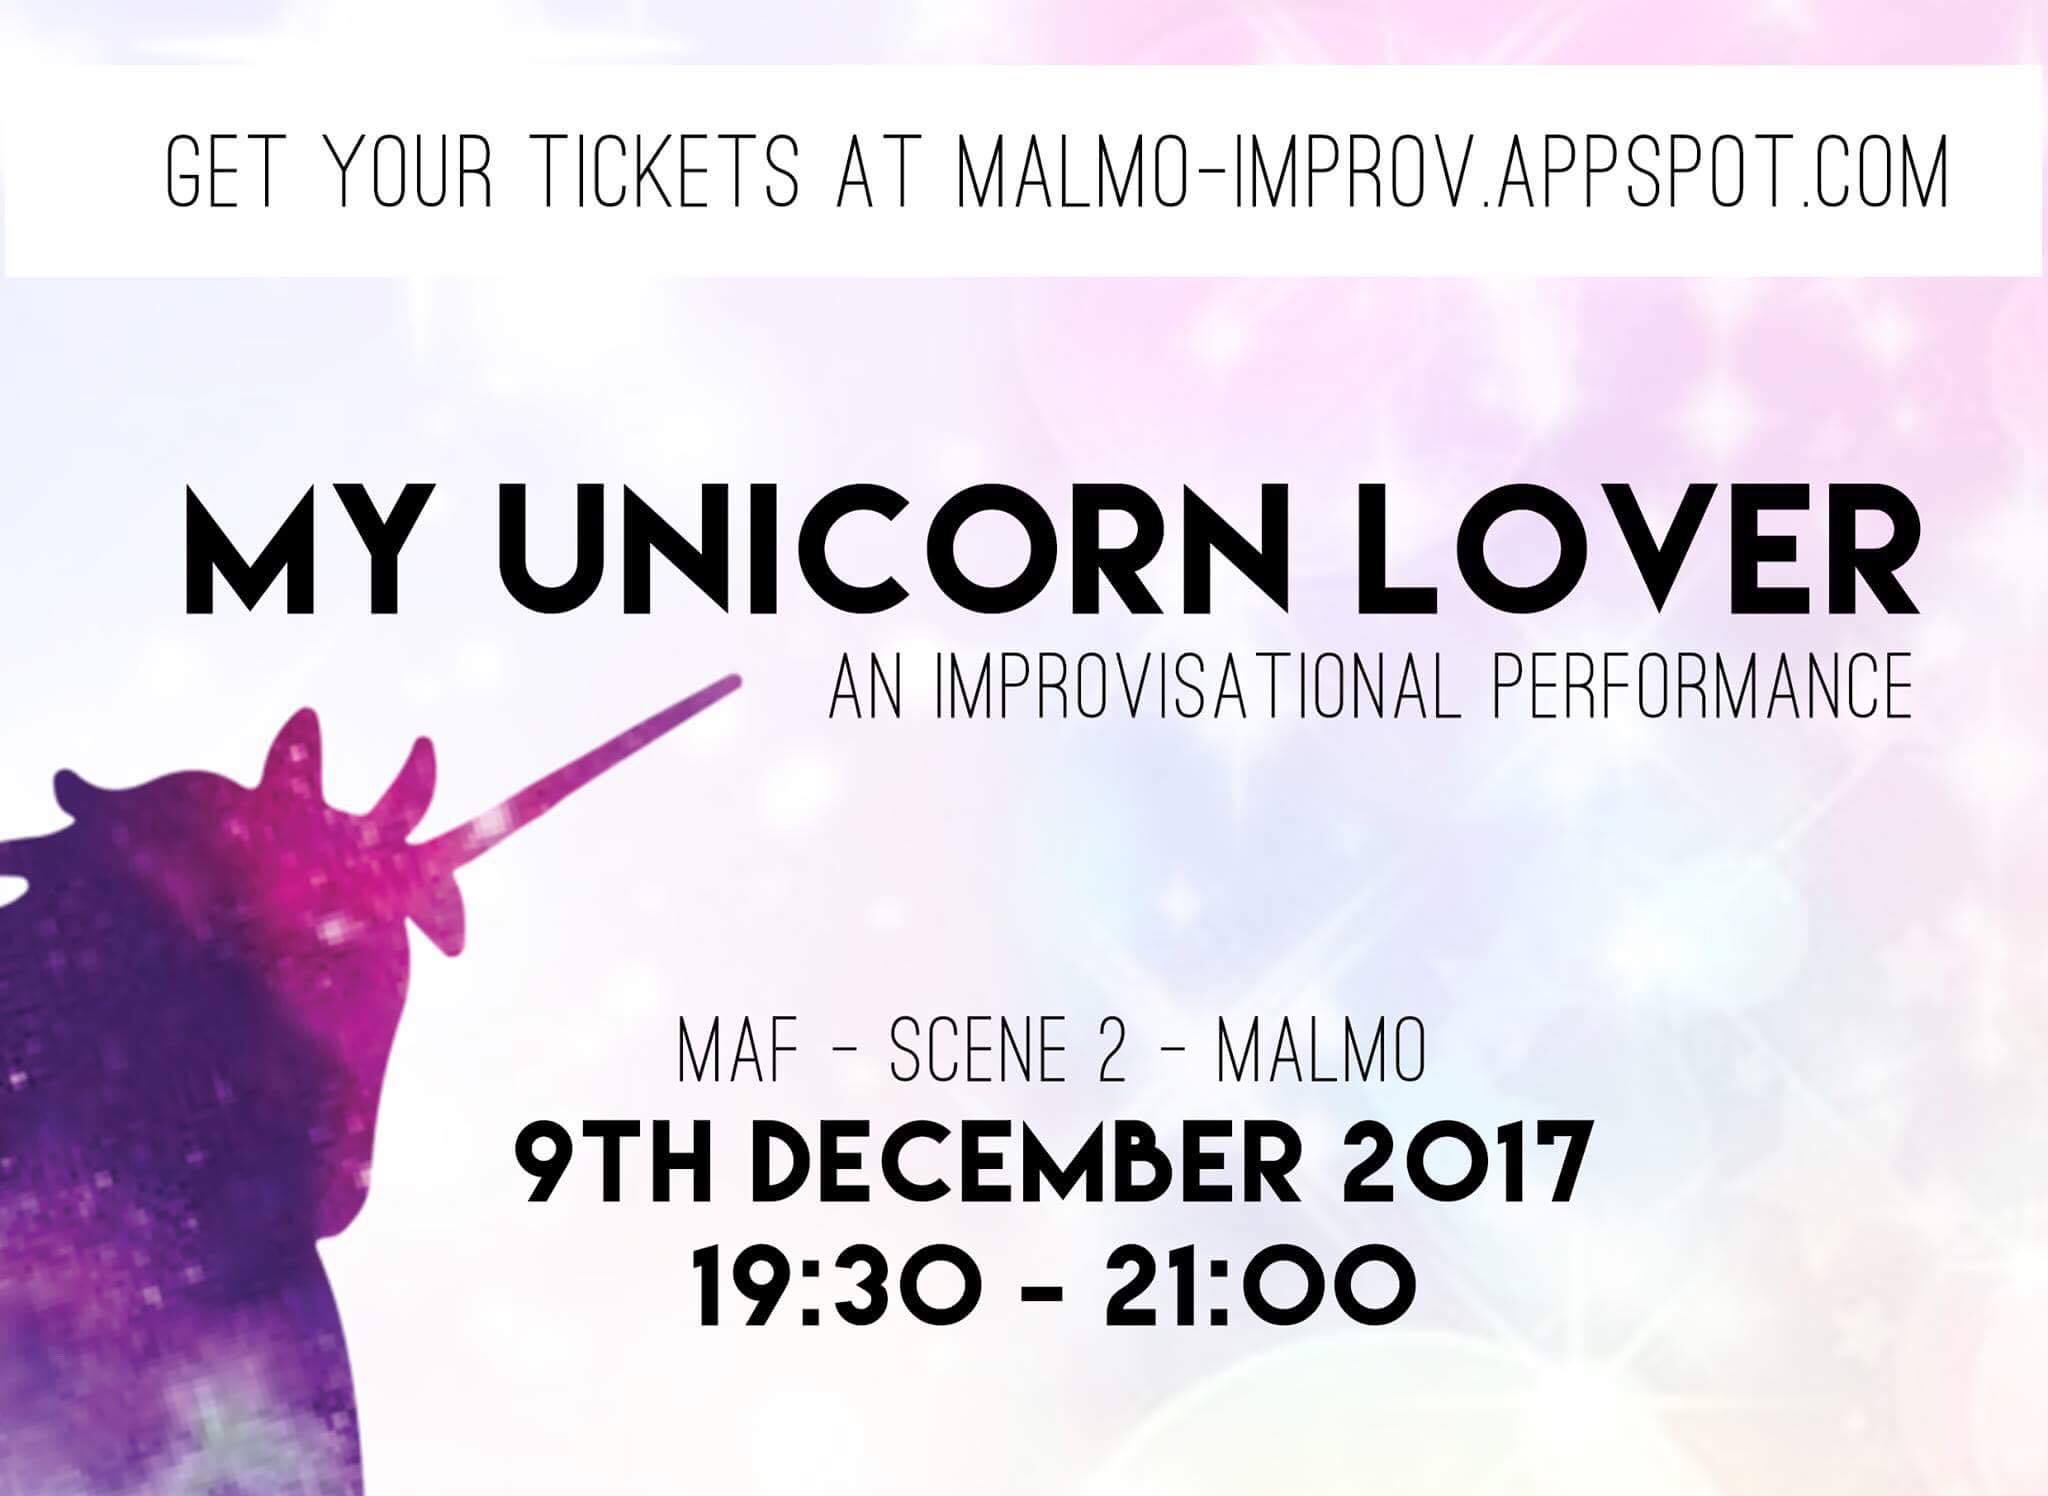 GET YOUR TICKETS AT MALMO-IMPROV.APPSPOT.COM
MY UNICORN LOVER
AN IMPROVISATIONAL PERFORMANCE
MAF - SCENE 2 - MALMO
9TH DECEMBER 2017
19:30 - 21:00